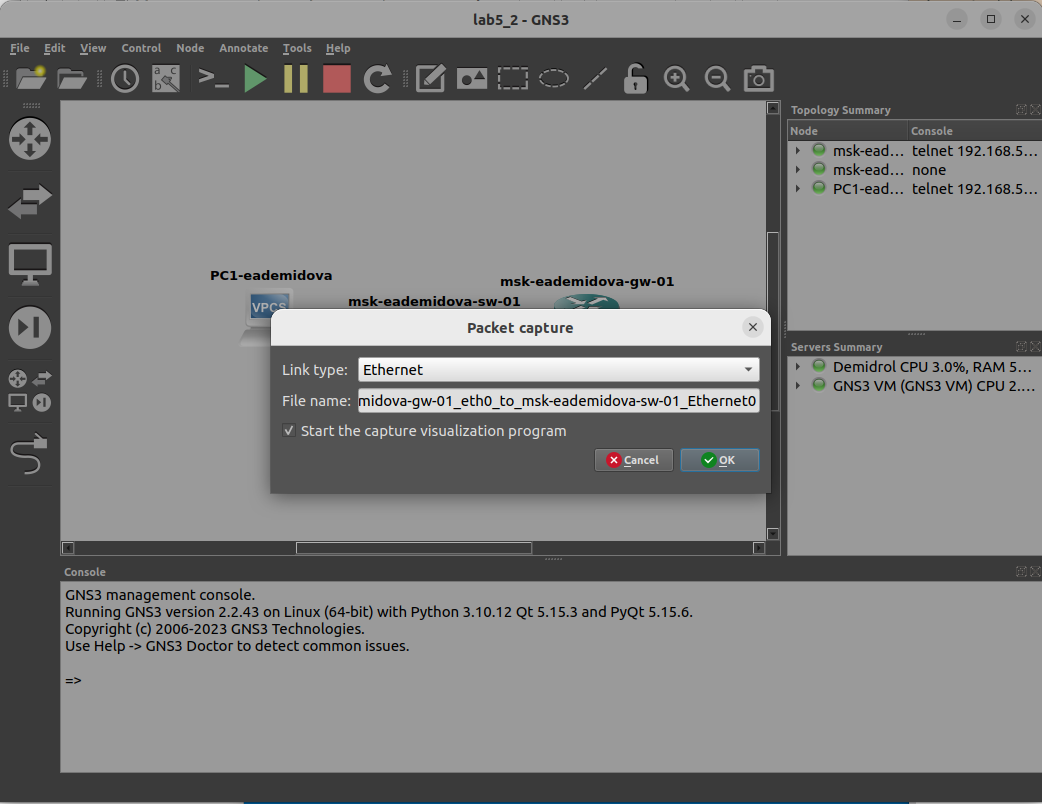 lab5_2 - GNS3
File Edit View Control Node Annotate Tools Help
Topology Summary
Node Console
msk-ead... telnet 192.168.5...
msk-ead... none
PC1-ead... telnet 192.168.5...
PC1-eademidova
msk-eademidova-gw-01
msk-eademidova-sw-01
VPCS
Packet capture
Link type: Ethernet
File name: midova-gw-01_eth0_to_msk-eademidova-sw-01_Ethernet0
Start the capture visualization program
Cancel OK
Servers Summary
Demidrol CPU 3.0%, RAM 5...
GNS3 VM (GNS3 VM) CPU 2....
Console
GNS3 management console.
Running GNS3 version 2.2.43 on Linux (64-bit) with Python 3.10.12 Qt 5.15.3 and PyQt 5.15.6.
Copyright (c) 2006-2023 GNS3 Technologies.
Use Help -> GNS3 Doctor to detect common issues.
=>